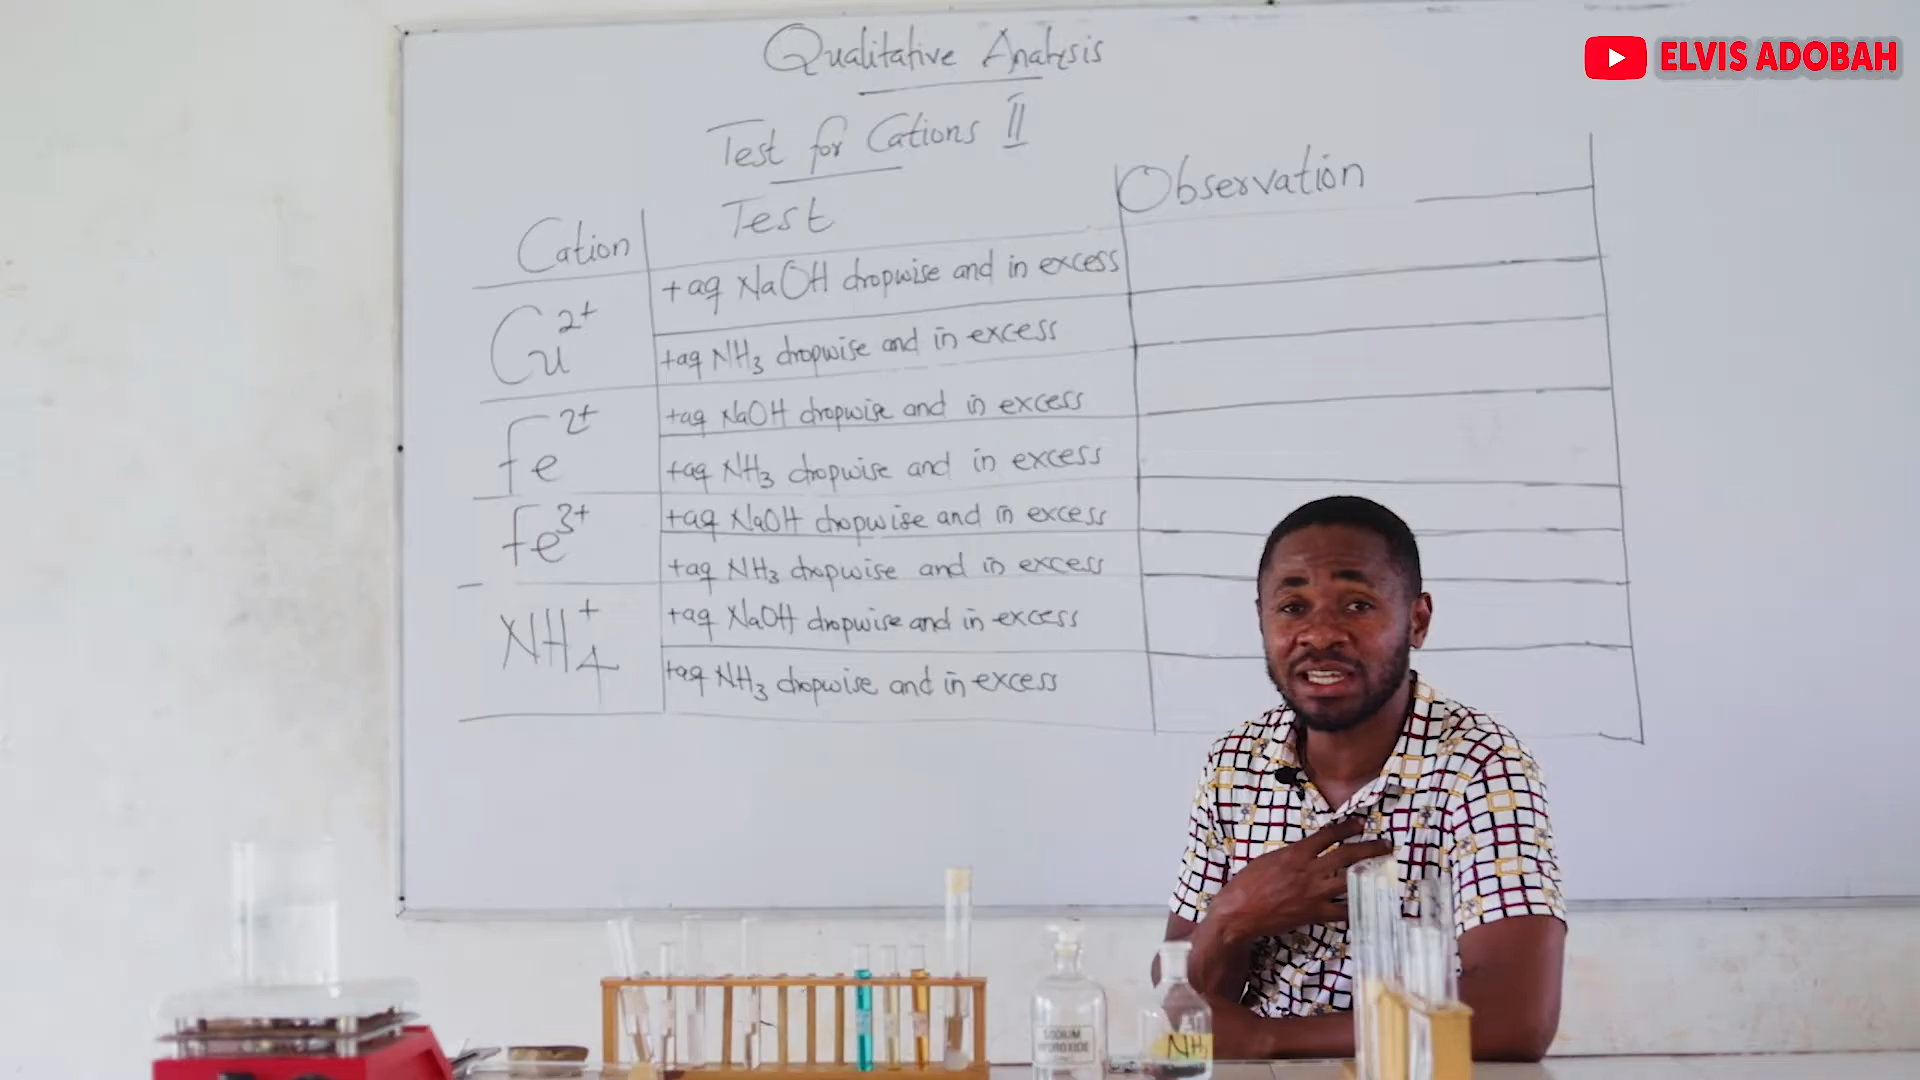 ELVIS ADOBAH
Qualitative Analysis
Test for Cations II
Cation Test Observation
Cu2+ +aq NaOH dropwise and in excess
+aq NH3 dropwise and in excess
Fe2+ +aq NaOH dropwise and in excess
+aq NH3 dropwise and in excess
Fe3+ +aq NaOH dropwise and in excess
+aq NH3 dropwise and in excess
NH4+ +aq NaOH dropwise and in excess
+aq NH3 dropwise and in excess
SODIUM
HYDROXIDE
NH3